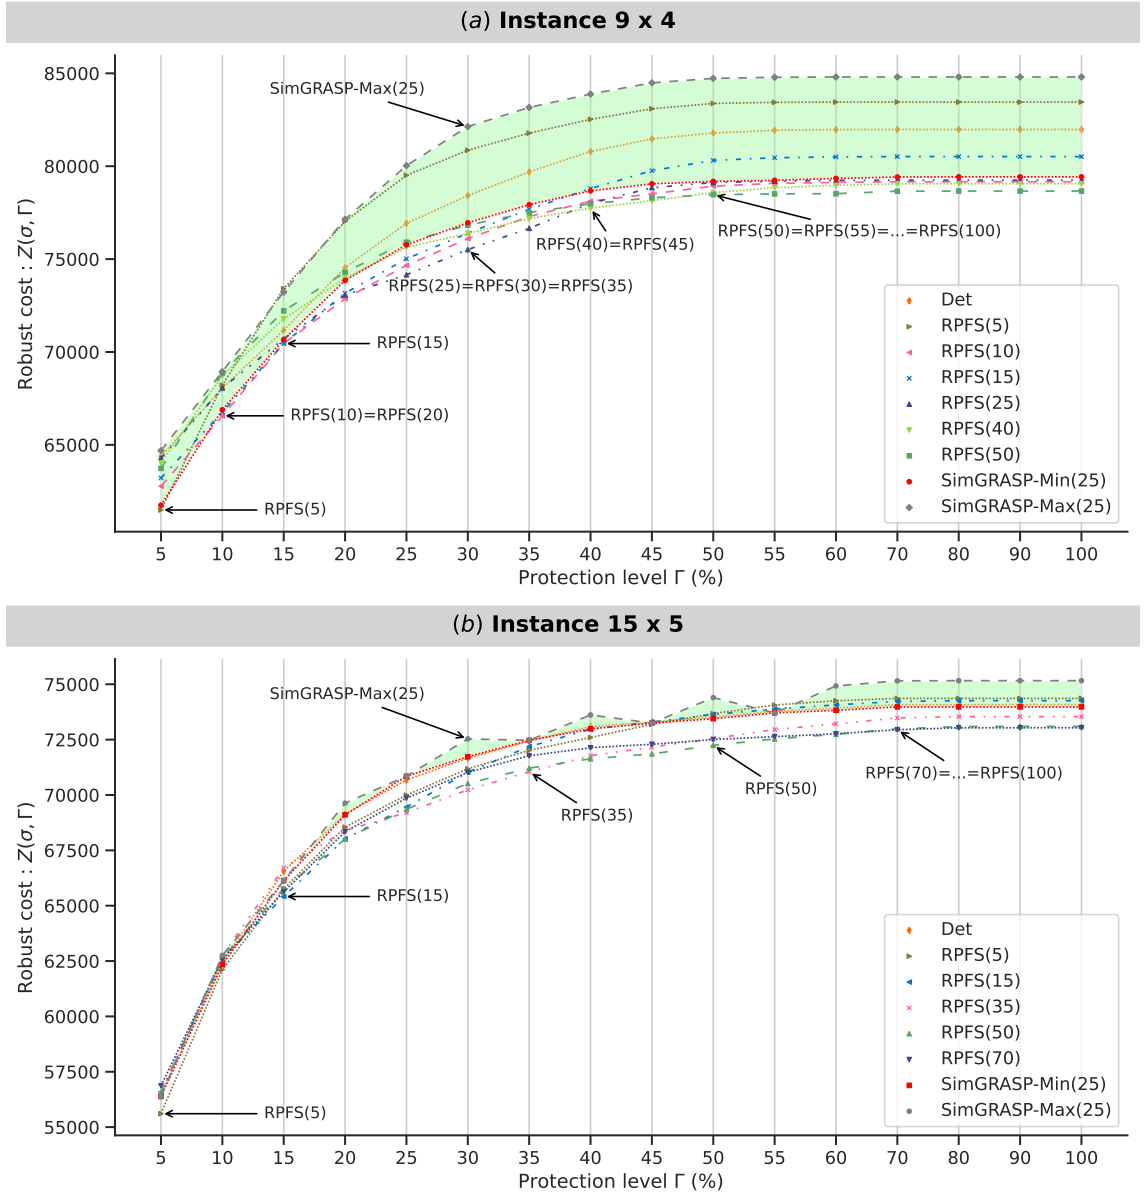 (a) Instance 9 x 4
85000
80000
75000
70000
65000
Robust cost : Z(σ, Γ)
SimGRASP-Max(25)
RPFS(50)=RPFS(55)=...=RPFS(100)
RPFS(40)=RPFS(45)
RPFS(25)=RPFS(30)=RPFS(35)
RPFS(15)
RPFS(10)=RPFS(20)
RPFS(5)
Det
RPFS(5)
RPFS(10)
RPFS(15)
RPFS(25)
RPFS(40)
RPFS(50)
SimGRASP-Min(25)
SimGRASP-Max(25)
5 10 15 20 25 30 35 40 45 50 55 60 70 80 90 100
Protection level Γ (%)
(b) Instance 15 x 5
75000
72500
70000
67500
65000
62500
60000
57500
55000
Robust cost : Z(σ, Γ)
SimGRASP-Max(25)
RPFS(70)=...=RPFS(100)
RPFS(50)
RPFS(35)
RPFS(15)
RPFS(5)
Det
RPFS(5)
RPFS(15)
RPFS(35)
RPFS(50)
RPFS(70)
SimGRASP-Min(25)
SimGRASP-Max(25)
5 10 15 20 25 30 35 40 45 50 55 60 70 80 90 100
Protection level Γ (%)